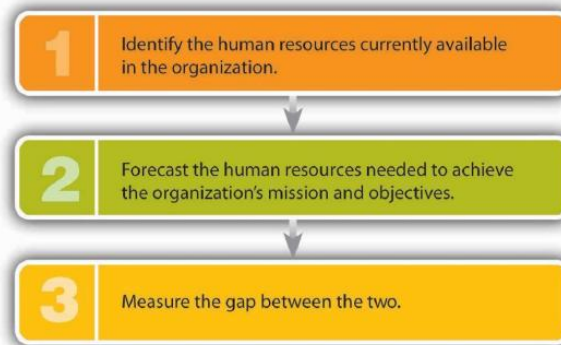 1
Identify the human resources currently available
in the organization.
2
Forecast the human resources needed to achieve
the organization's mission and objectives.
3
Measure the gap between the two.